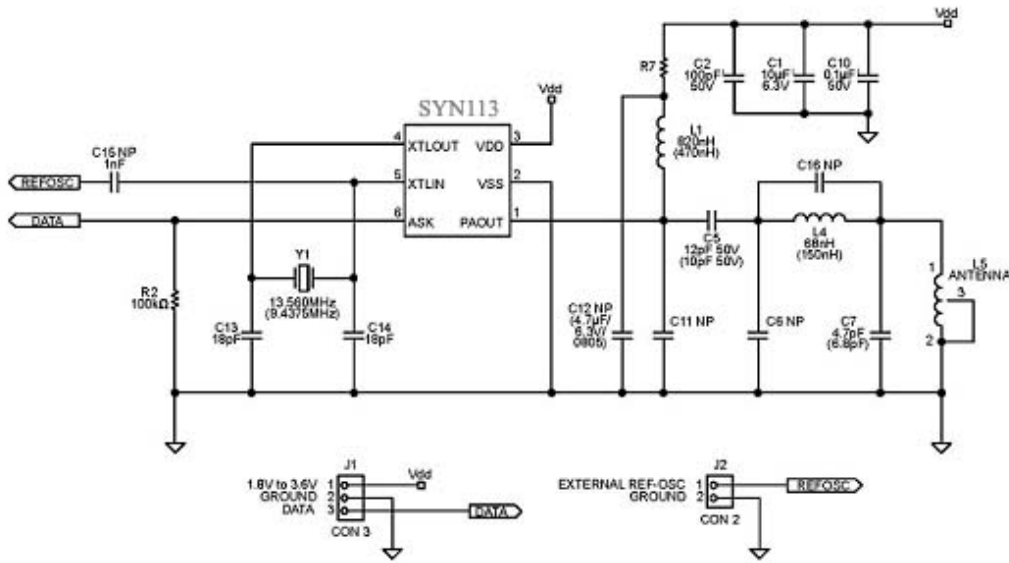 Vdd
R7
C2
100pF
50V
C1
10µF
6.3V
C10
0.1µF
50V
Vdd
SYN113
4
XTLOUT
VDD
3
L1
820nH
(470nH)
C15 NP
1nF
REFOSC
5
XTLIN
VSS
2
C16 NP
DATA
6
ASK
PAOUT
1
C5
12pF 50V
(10pF 50V)
L4
68nH
(150nH)
L5
ANTENNA
1
3
2
Y1
13.560MHz
(9.4375MHz)
R2
100kΩ
C13
18pF
C14
18pF
C12 NP
(4.7µF/
6.3V/
0805)
C11 NP
C6 NP
C7
4.7pF
(6.8pF)
J1
1.8V to 3.6V
1
Vdd
GROUND
2
DATA
3
DATA
CON 3
J2
EXTERNAL REF-OSC
1
REFOSC
GROUND
2
CON 2